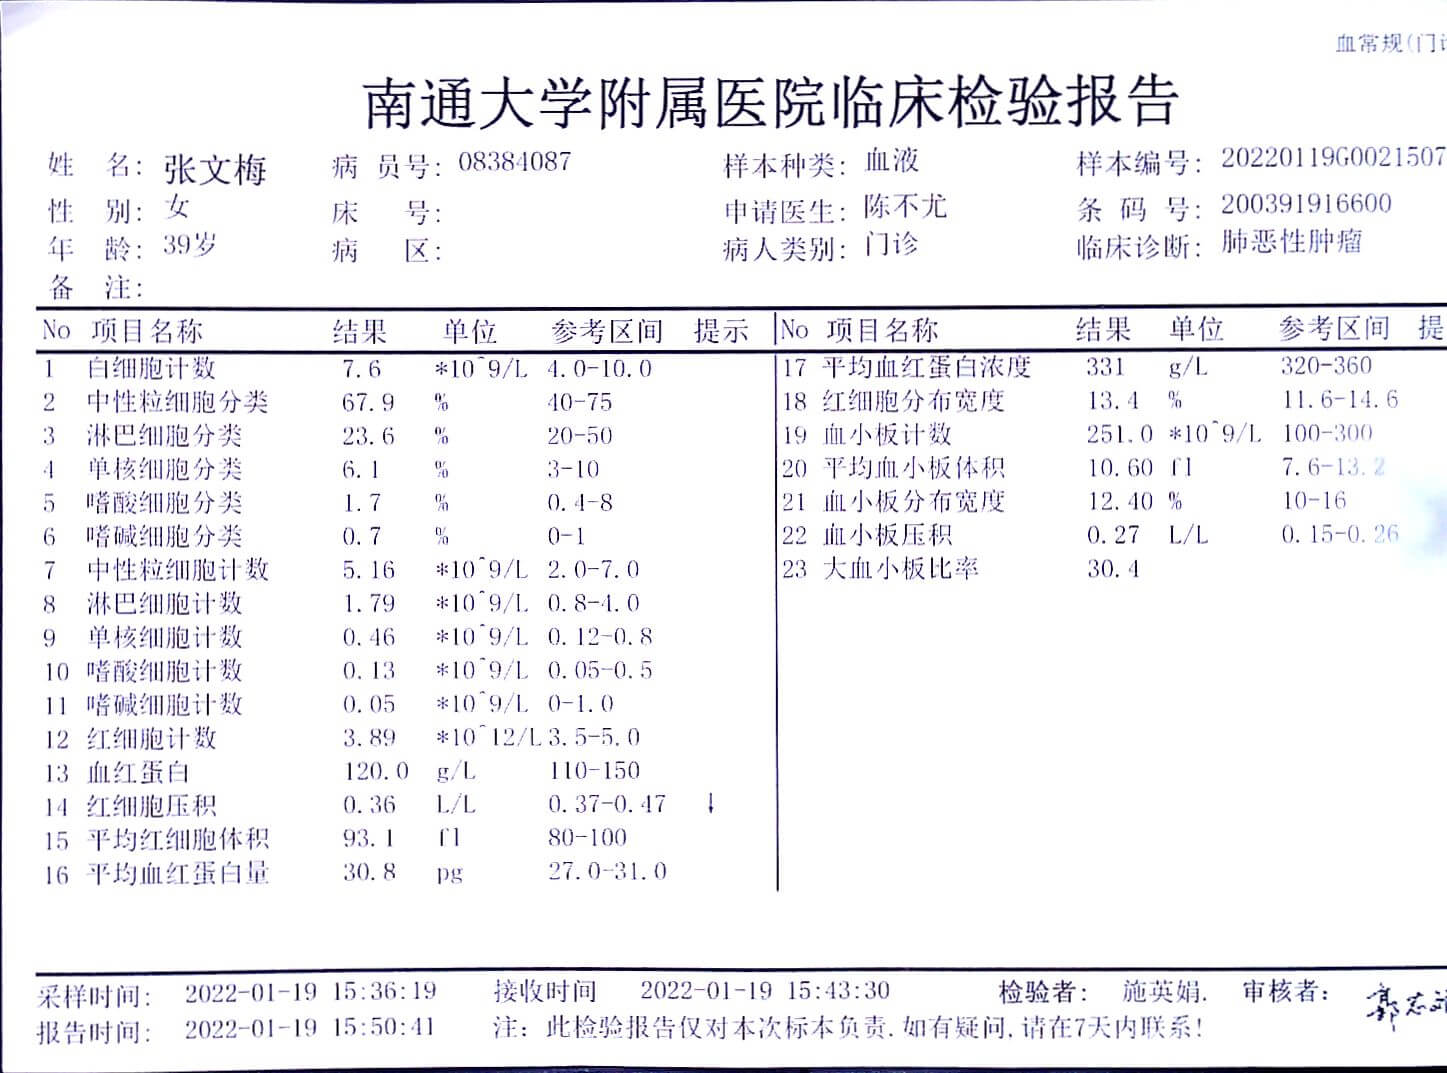 血常规(门
南通大学附属医院临床检验报告
姓 名: 张文梅 病 员号: 08384087 样本种类: 血液 样本编号: 20220119G0021507
性 别: 女 床 号: 申请医生: 陈不尤 条 码 号: 200391916600
年 龄: 39岁 病 区: 病人类别: 门诊 临床诊断: 肺恶性肿瘤
备 注:
No 项目名称 结果 单位 参考区间 提示 No 项目名称 结果 单位 参考区间 提
1 白细胞计数 7.6 *10^9/L 4.0-10.0 17 平均血红蛋白浓度 331 g/L 320-360
2 中性粒细胞分类 67.9 % 40-75 18 红细胞分布宽度 13.4 % 11.6-14.6
3 淋巴细胞分类 23.6 % 20-50 19 血小板计数 251.0 *10^9/L 100-300
4 单核细胞分类 6.1 % 3-10 20 平均血小板体积 10.60 fl 7.6-13.2
5 嗜酸细胞分类 1.7 % 0.4-8 21 血小板分布宽度 12.40 % 10-16
6 嗜碱细胞分类 0.7 % 0-1 22 血小板压积 0.27 L/L 0.15-0.26
7 中性粒细胞计数 5.16 *10^9/L 2.0-7.0 23 大血小板比率 30.4
8 淋巴细胞计数 1.79 *10^9/L 0.8-4.0
9 单核细胞计数 0.46 *10^9/L 0.12-0.8
10 嗜酸细胞计数 0.13 *10^9/L 0.05-0.5
11 嗜碱细胞计数 0.05 *10^9/L 0-1.0
12 红细胞计数 3.89 *10^12/L 3.5-5.0
13 血红蛋白 120.0 g/L 110-150
14 红细胞压积 0.36 L/L 0.37-0.47 ↓
15 平均红细胞体积 93.1 fl 80-100
16 平均血红蛋白量 30.8 pg 27.0-31.0
采样时间: 2022-01-19 15:36:19 接收时间 2022-01-19 15:43:30 检验者: 施英娟. 审核者:
报告时间: 2022-01-19 15:50:41 注: 此检验报告仅对本次标本负责.如有疑问,请在7天内联系!